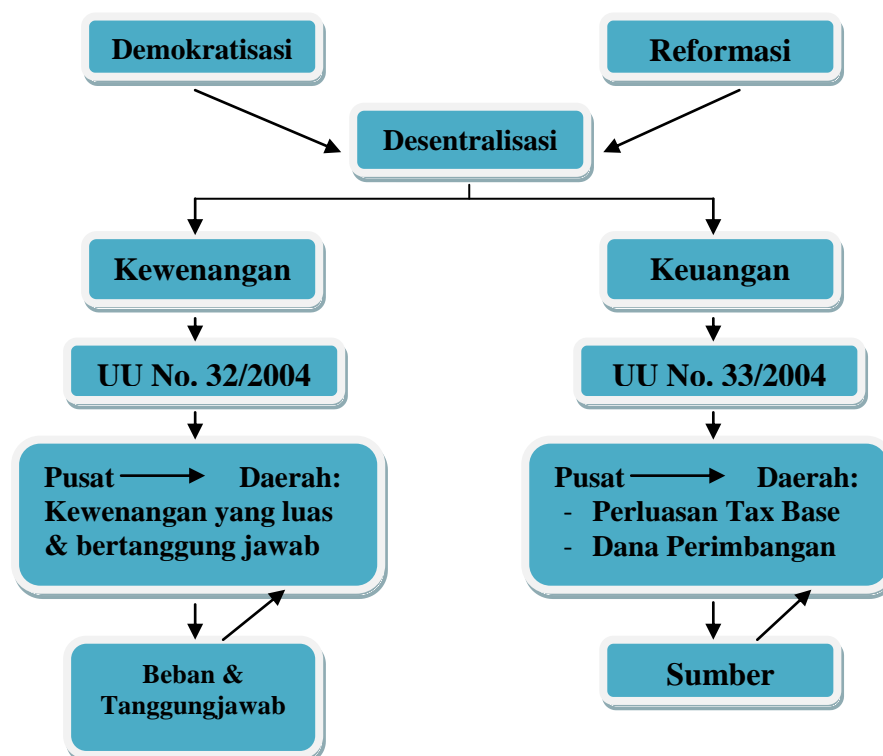 Demokratisasi
Reformasi
Desentralisasi
Kewenangan
Keuangan
UU No. 32/2004
UU No. 33/2004
Pusat Daerah:
Kewenangan yang luas
& bertanggung jawab
Pusat Daerah:
- Perluasan Tax Base
- Dana Perimbangan
Beban &
Tanggungjawab
Sumber